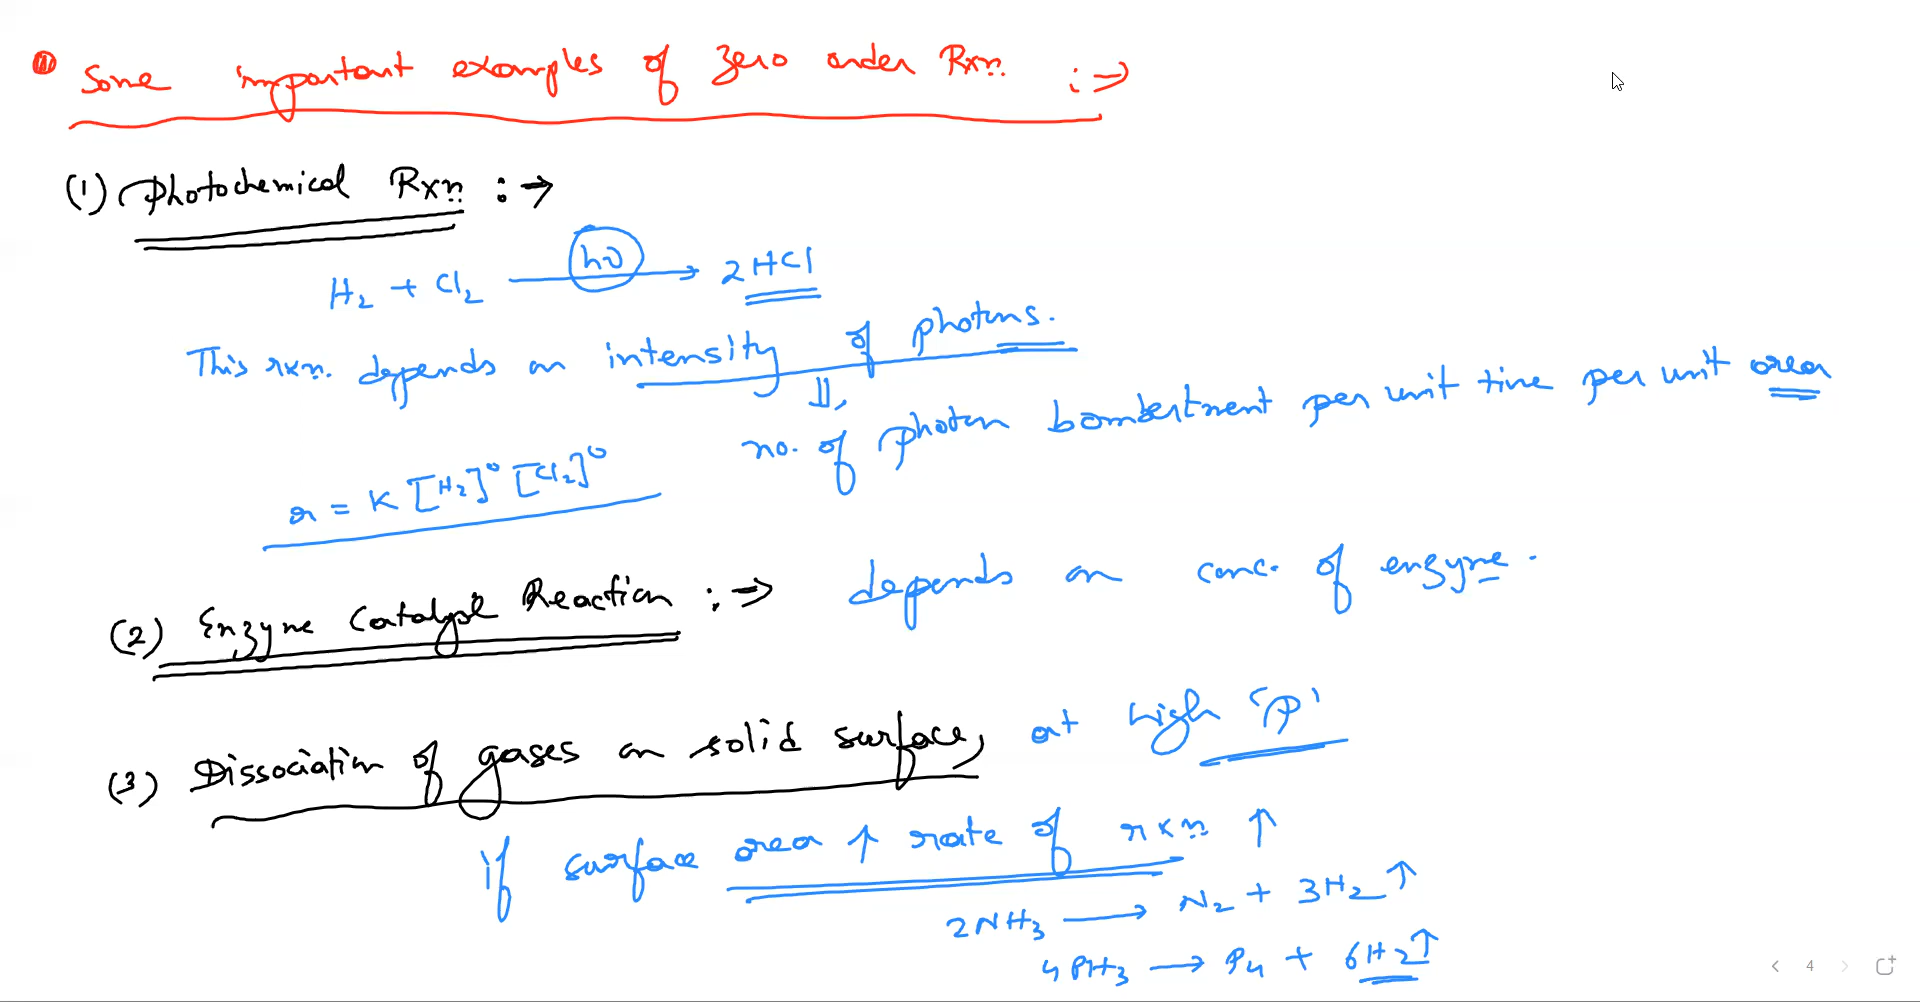 Some important examples of zero order Rxn :→
(1) Photochemical Rxn :→
H₂ + Cl₂ —hν→ 2HCl
This rxn. depends on intensity of photons.
⇓,
no. of photon bombertment per unit time per unit area
r = K [H₂]⁰ [Cl₂]⁰
(2) Enzyme Catalyst Reaction :→ depends on conc. of enzyme.
(3) Dissociation of gases on solid surface, at high 'P'
if surface area ↑ rate of rxn ↑
2NH₃ → N₂ + 3H₂↑
4PH₃ → P₄ + 6H₂↑
4